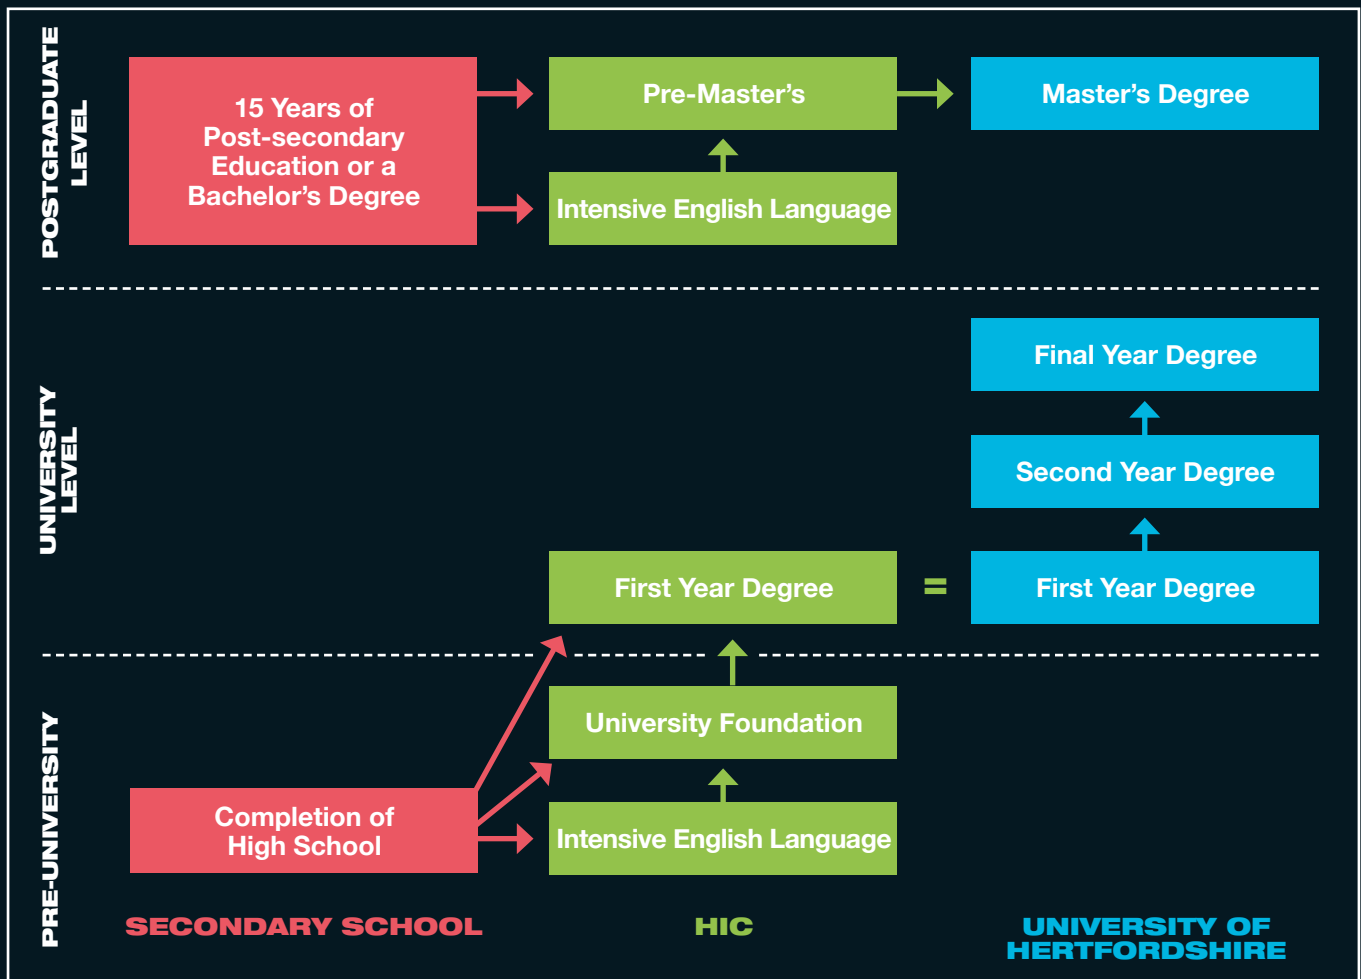 POSTGRADUATE
LEVEL
15 Years of
Post-secondary
Education or a
Bachelor’s Degree
Pre-Master’s
Master’s Degree
Intensive English Language
UNIVERSITY
LEVEL
Final Year Degree
Second Year Degree
First Year Degree
=
First Year Degree
PRE-UNIVERSITY
University Foundation
Completion of
High School
Intensive English Language
SECONDARY SCHOOL
HIC
UNIVERSITY OF
HERTFORDSHIRE